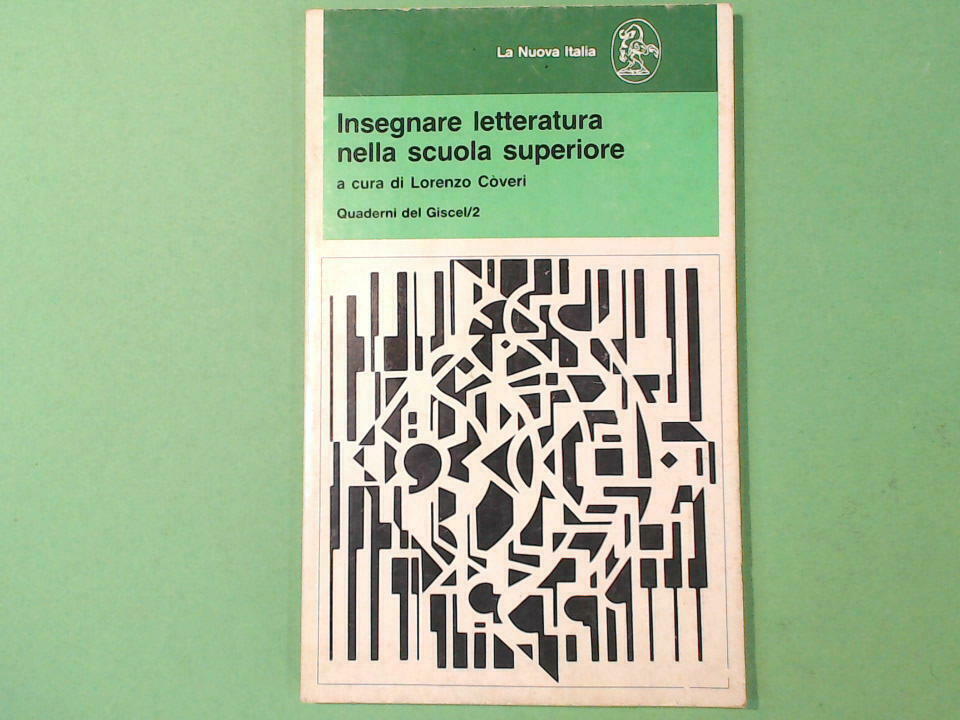 La Nuova Italia
Insegnare letteratura
nella scuola superiore
a cura di Lorenzo Còveri
Quaderni del Giscel/2